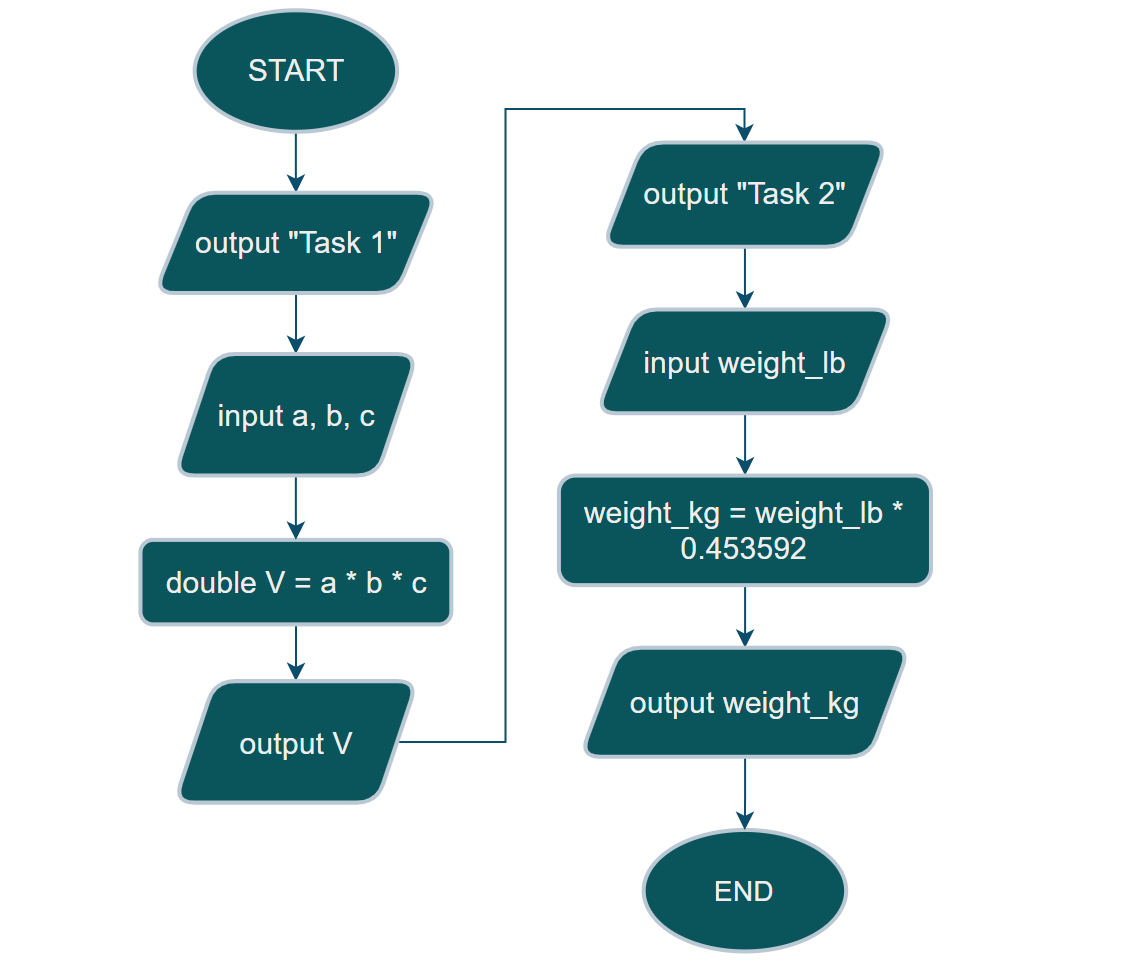 START
output "Task 1"
input a, b, c
double V = a * b * c
output V
output "Task 2"
input weight_lb
weight_kg = weight_lb *
0.453592
output weight_kg
END